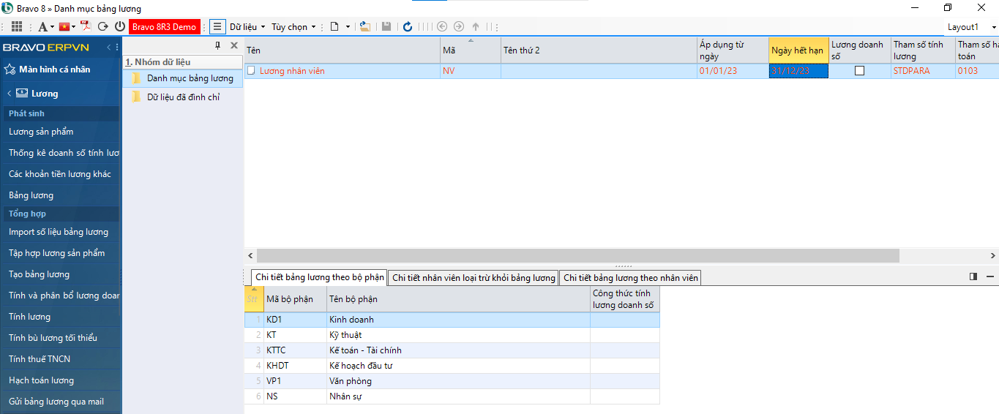 Bravo 8 » Danh mục bảng lương
Bravo 8R3 Demo
Dữ liệu
Tùy chọn
Layout1
BRAVO ERPVN
Màn hình cá nhân
Lương
Phát sinh
Lương sản phẩm
Thống kê doanh số tính lươ
Các khoản tiền lương khác
Bảng lương
Tổng hợp
Import số liệu bảng lương
Tập hợp lương sản phẩm
Tạo bảng lương
Tính và phân bổ lương doar
Tính lương
Tính bù lương tối thiểu
Tính thuế TNCN
Hạch toán lương
Gửi bảng lương qua mail
1. Nhóm dữ liệu
Danh mục bảng lương
Dữ liệu đã đình chỉ
Tên
Mã
Tên thứ 2
Áp dụng từ
ngày
Ngày hết hạn
Lương doanh
số
Tham số tính
lương
Tham số hạ
toán
Lương nhân viên
NV
01/01/23
31/12/23
STDPARA
0103
Chi tiết bảng lương theo bộ phận
Chi tiết nhân viên loại trừ khỏi bảng lương
Chi tiết bảng lương theo nhân viên
Stt
Mã bộ phận
Tên bộ phận
Công thức tính
lương doanh số
1 KD1 Kinh doanh
2 KT Kỹ thuật
3 KTTC Kế toán - Tài chính
4 KHDT Kế hoạch đầu tư
5 VP1 Văn phòng
6 NS Nhân sự